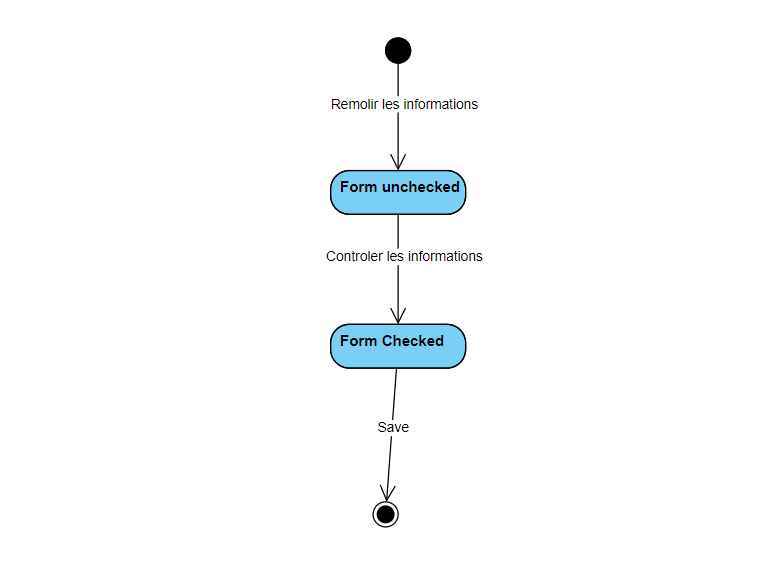 Remolir les informations
Form unchecked
Controler les informations
Form Checked
Save